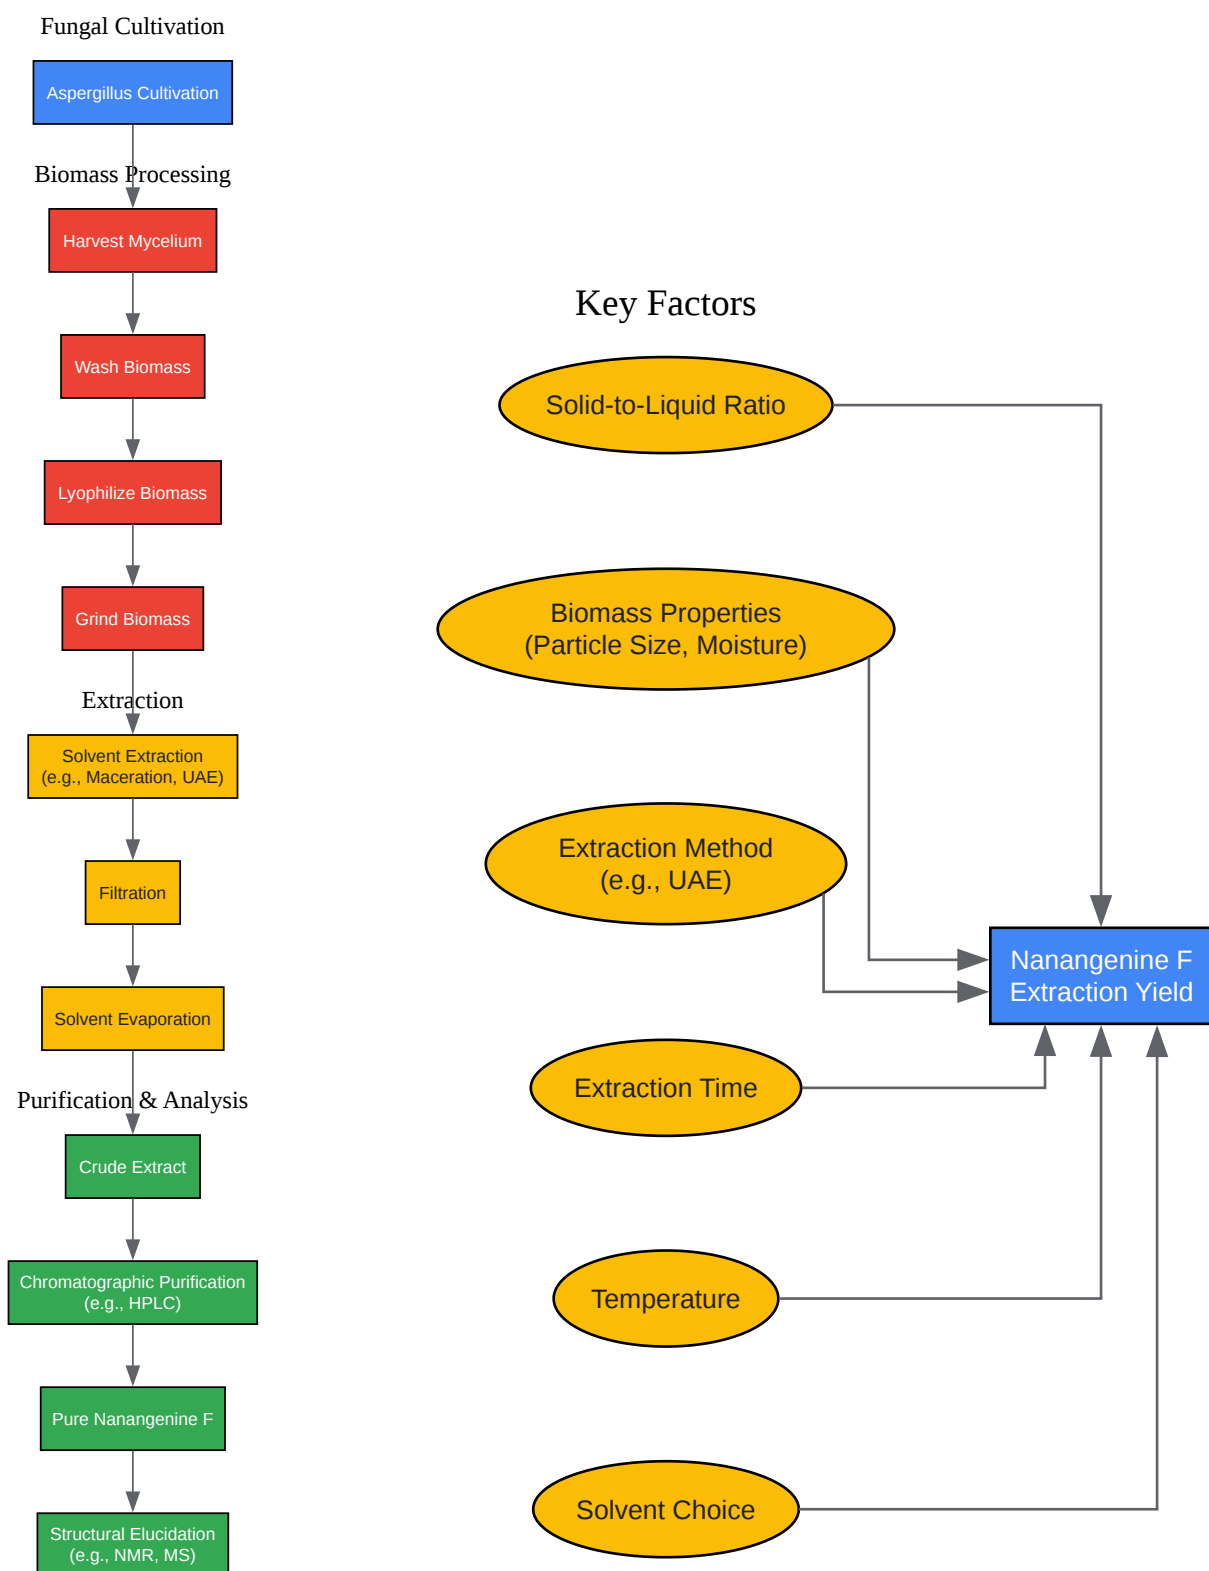 Fungal Cultivation
Aspergillus Cultivation
Biomass Processing
Harvest Mycelium
Wash Biomass
Lyophilize Biomass
Grind Biomass
Extraction
Solvent Extraction
(e.g., Maceration, UAE)
Filtration
Solvent Evaporation
Purification & Analysis
Crude Extract
Chromatographic Purification
(e.g., HPLC)
Pure Nanangenine F
Structural Elucidation
(e.g., NMR, MS)
Key Factors
Solid-to-Liquid Ratio
Biomass Properties
(Particle Size, Moisture)
Extraction Method
(e.g., UAE)
Extraction Time
Temperature
Solvent Choice
Nanangenine F
Extraction Yield